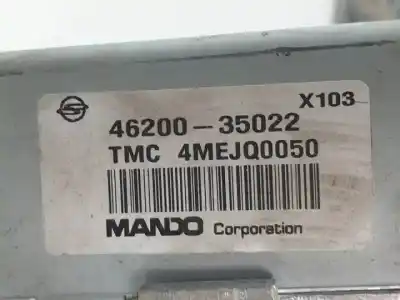 X103
46200-35022
TMC 4MEJQ0050
MANDO Corporation